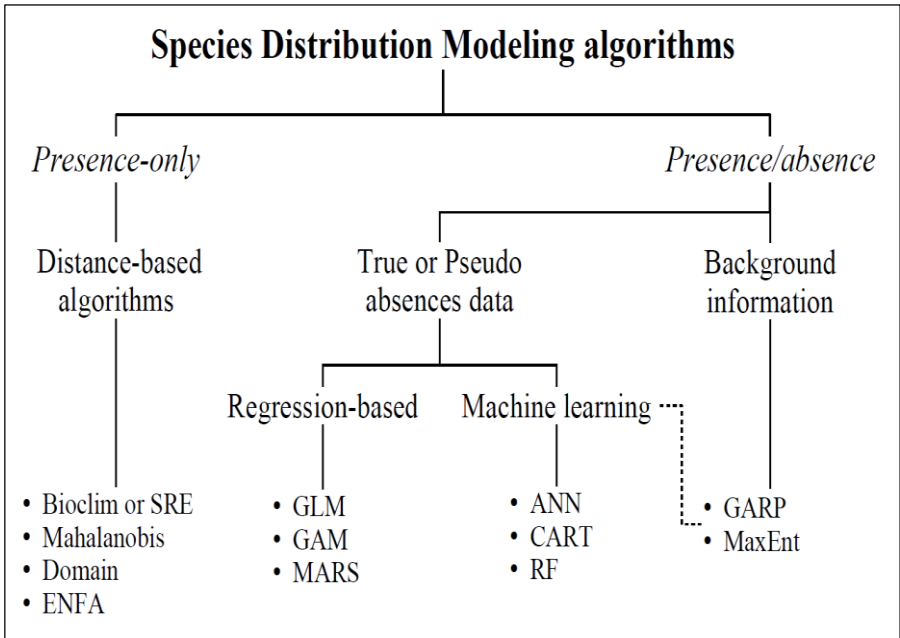 Species Distribution Modeling algorithms
Presence-only
Presence/absence
Distance-based
algorithms
True or Pseudo
absences data
Background
information
Regression-based
Machine learning
• Bioclim or SRE
• Mahalanobis
• Domain
• ENFA
• GLM
• GAM
• MARS
• ANN
• CART
• RF
• GARP
• MaxEnt